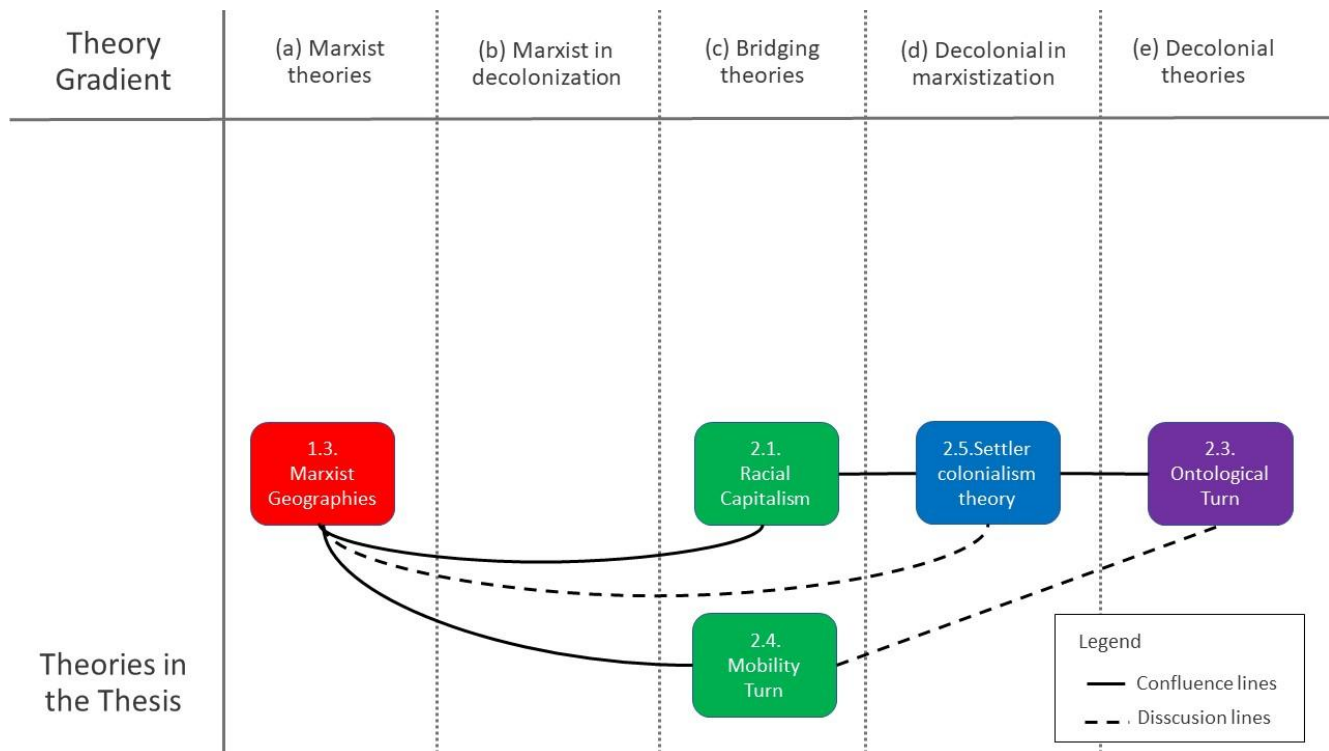 Theory
Gradient
(a) Marxist
theories
(b) Marxist in
decolonization
(c) Bridging
theories
(d) Decolonial in
marxistization
(e) Decolonial
theories
1.3.
Marxist
Geographies
2.1.
Racial
Capitalism
2.5.Settler
colonialism
theory
2.3.
Ontological
Turn
2.4.
Mobility
Turn
Theories in
the Thesis
Legend
Confluence lines
Disscusion lines